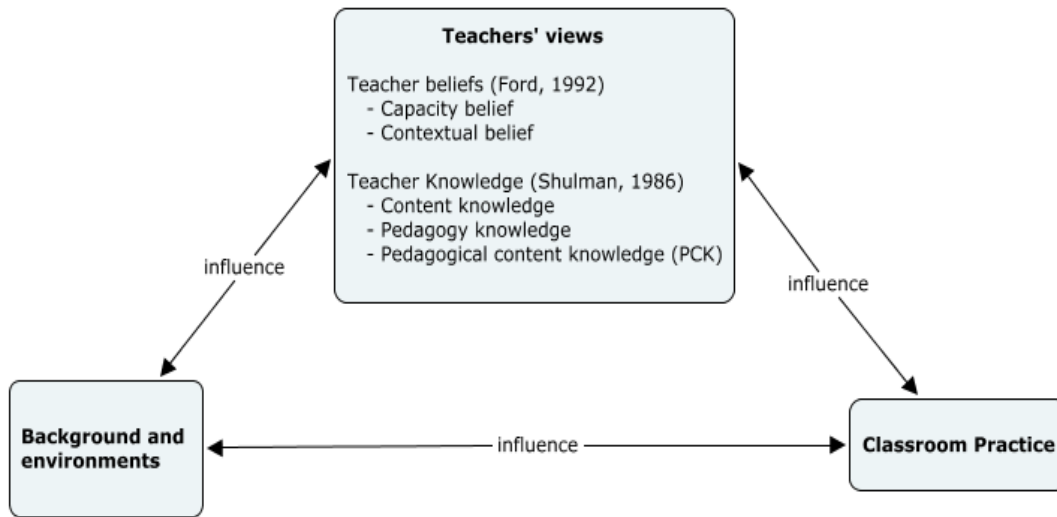 Teachers' views
Teacher beliefs (Ford, 1992)
- Capacity belief
- Contextual belief
Teacher Knowledge (Shulman, 1986)
- Content knowledge
- Pedagogy knowledge
- Pedagogical content knowledge (PCK)
influence
influence
Background and
environments
influence
Classroom Practice